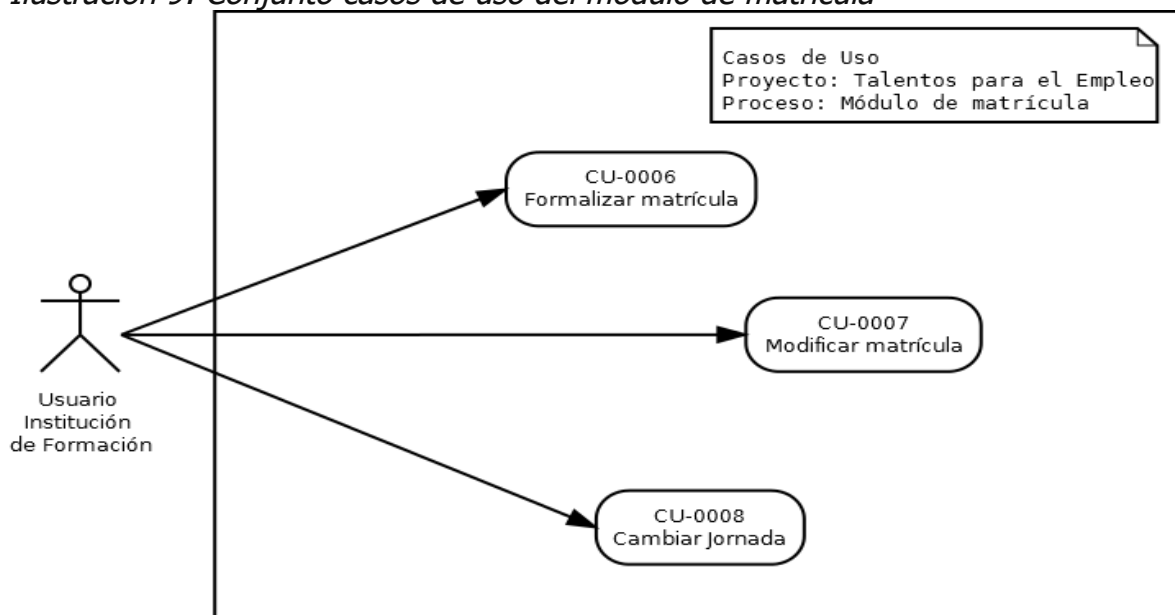 Ilustración 9: Conjunto casos de uso del módulo de matrícula
Casos de Uso
Proyecto: Talentos para el Empleo
Proceso: Módulo de matrícula
CU-0006
Formalizar matrícula
CU-0007
Modificar matrícula
Usuario
Institución
de Formación
CU-0008
Cambiar Jornada